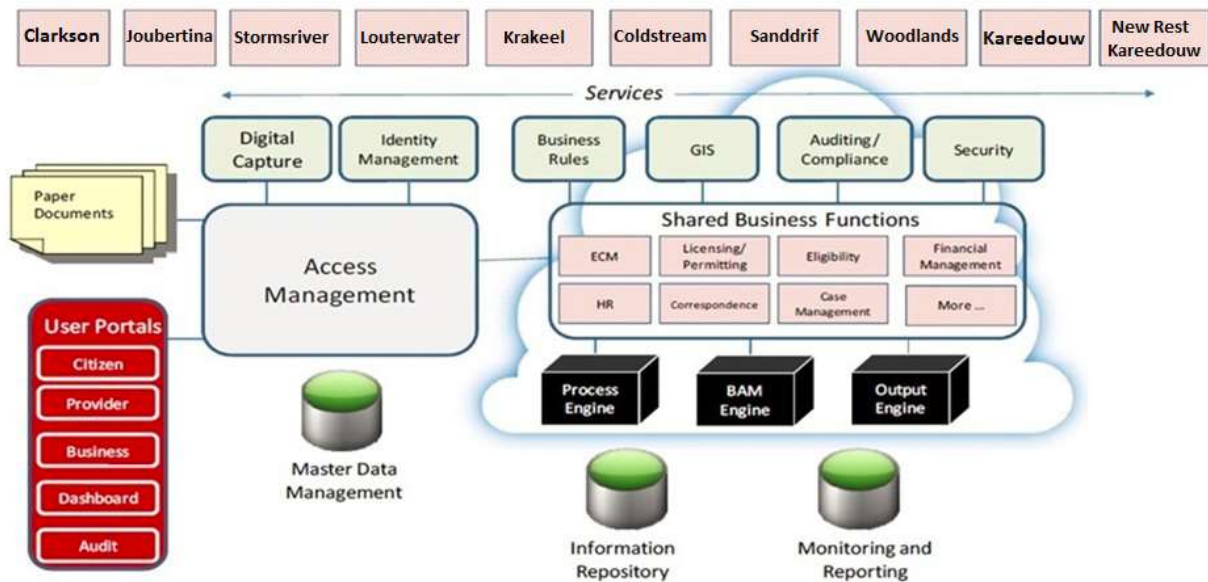 Clarkson
Joubertina
Stormsriver
Louterwater
Krakeel
Coldstream
Sanddrif
Woodlands
Kareedouw
New Rest
Kareedouw
Services
Digital
Capture
Identity
Management
Business
Rules
GIS
Auditing/
Compliance
Security
Paper
Documents
Access
Management
Shared Business Functions
ECM
Licensing/
Permitting
Eligibility
Financial
Management
HR
Correspondence
Case
Management
More ...
User Portals
Citizen
Provider
Business
Dashboard
Audit
Process
Engine
BAM
Engine
Output
Engine
Master Data
Management
Information
Repository
Monitoring and
Reporting